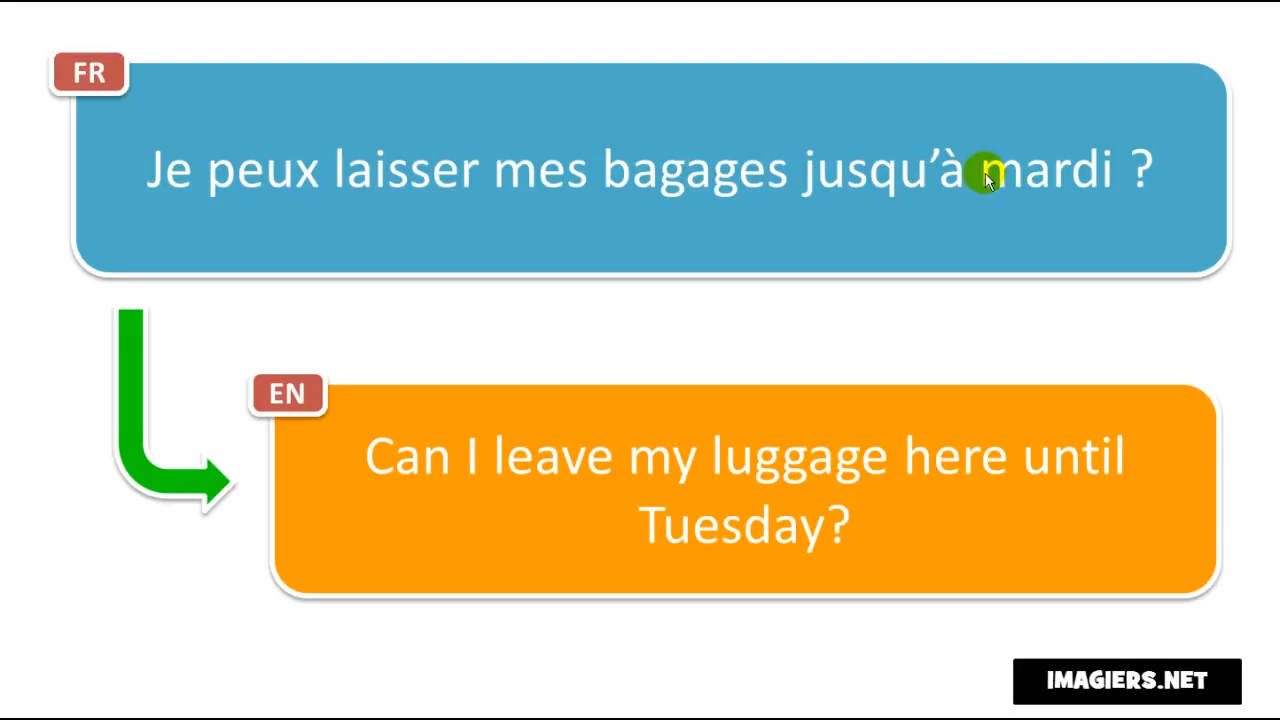 FR
Je peux laisser mes bagages jusqu’à mardi ?
EN
Can I leave my luggage here until
Tuesday?
IMAGIERS.NET